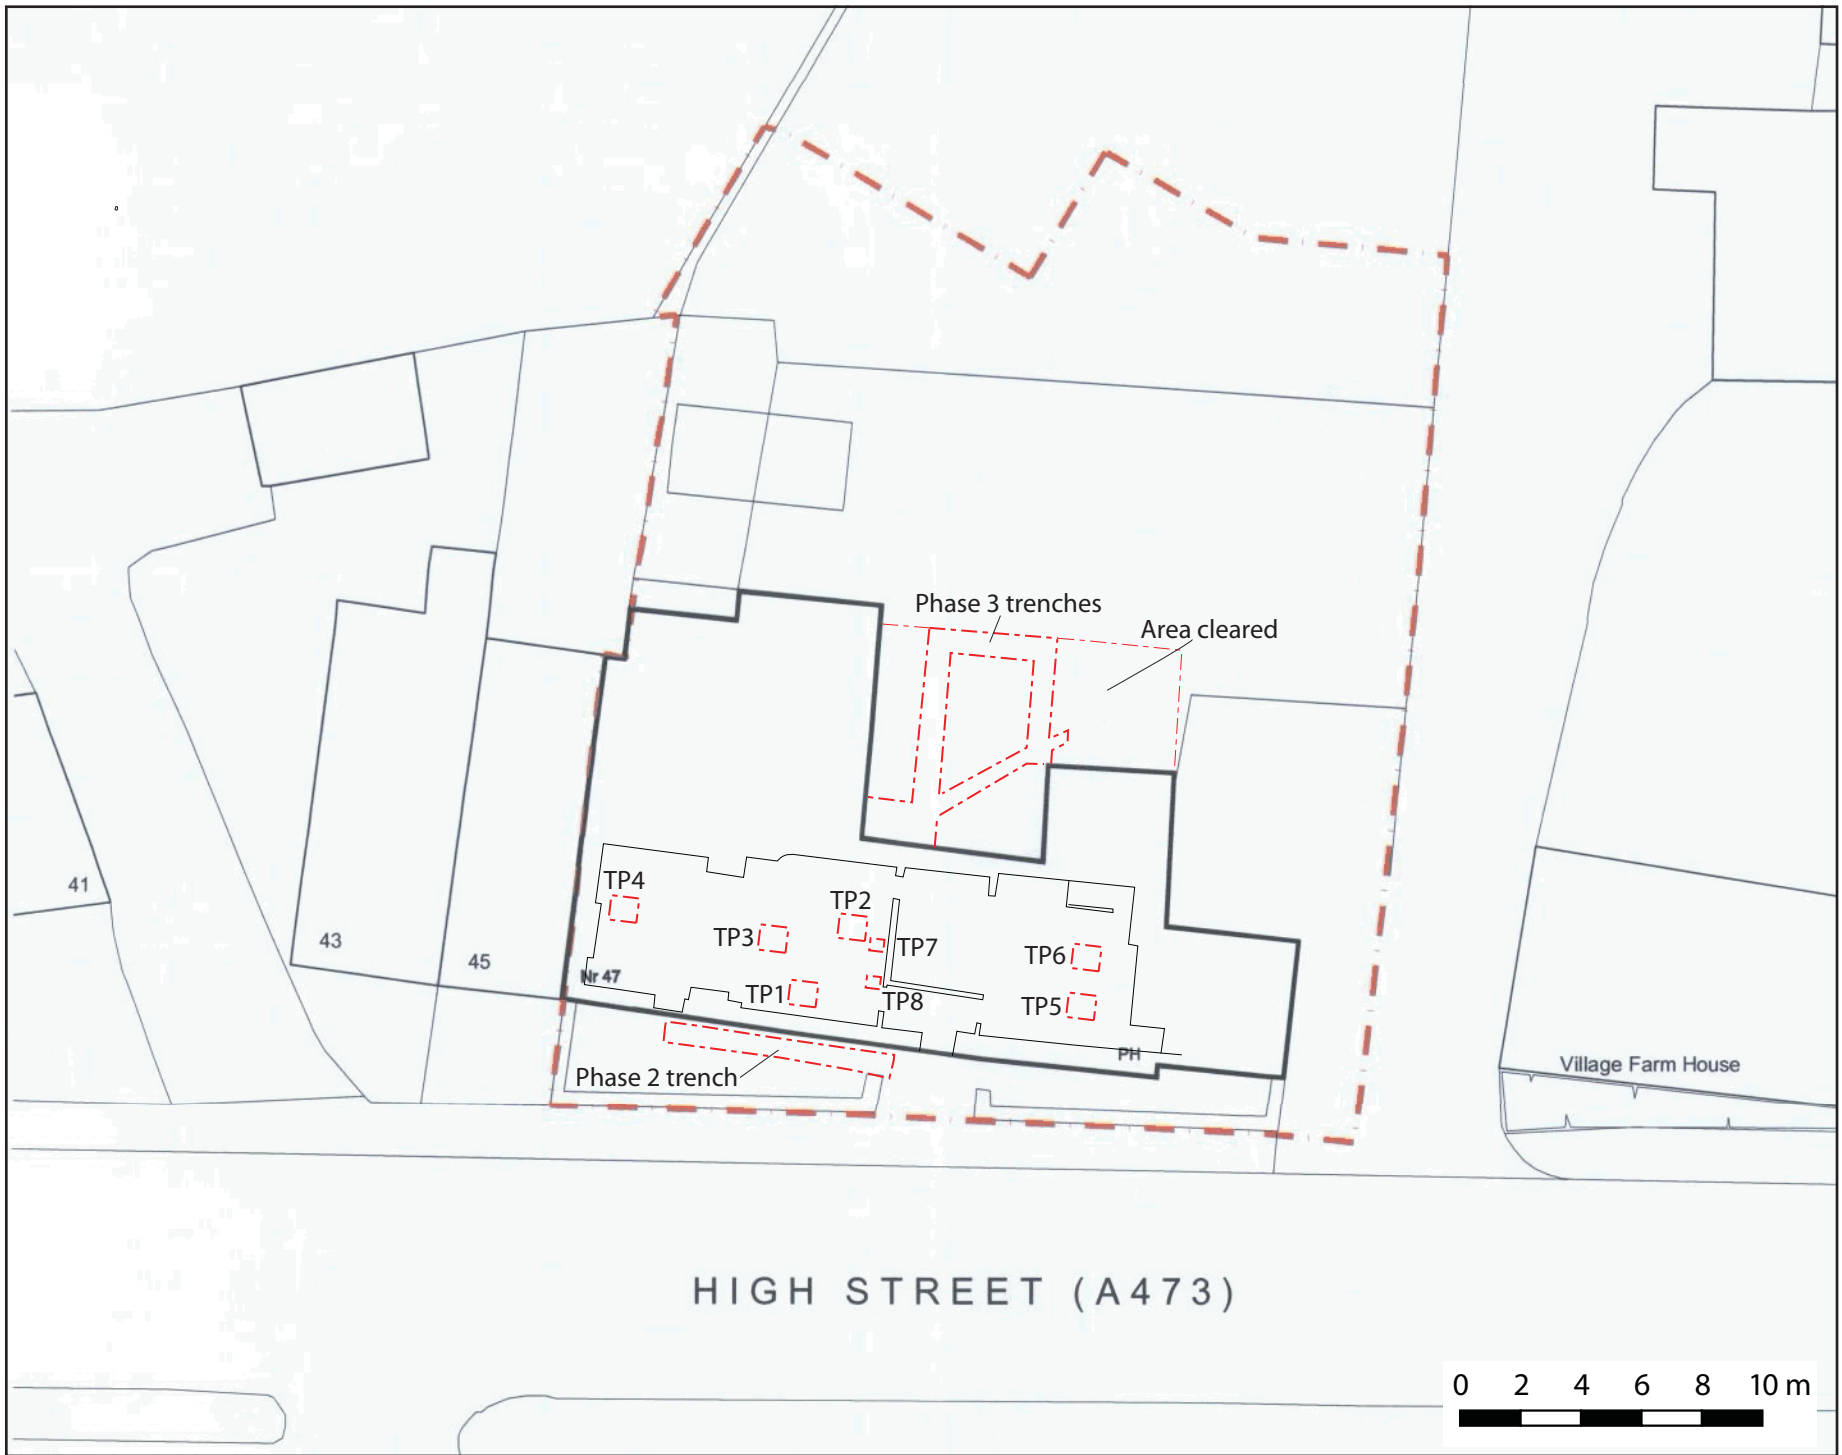 Phase 3 trenches
Area cleared
TP4
TP2
41
TP3
TP7
43
TP6
45
Nr 47
TP1
TP8
TP5
PH
Village Farm House
Phase 2 trench
HIGH STREET (A473)
0 2 4 6 8 10 m